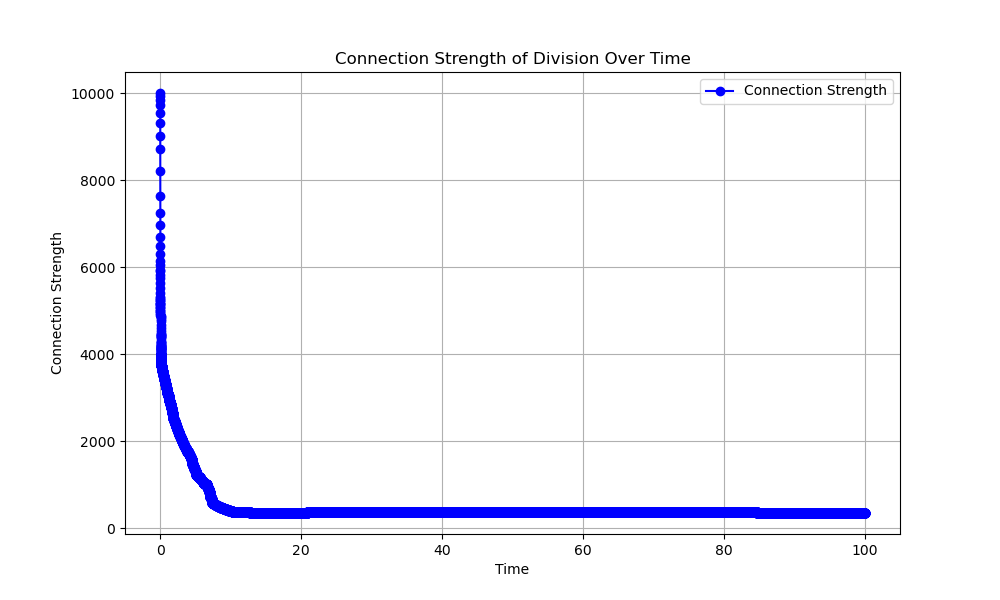 Connection Strength of Division Over Time
Connection Strength
10000
8000
6000
4000
2000
0
Connection Strength
0 20 40 60 80 100
Time